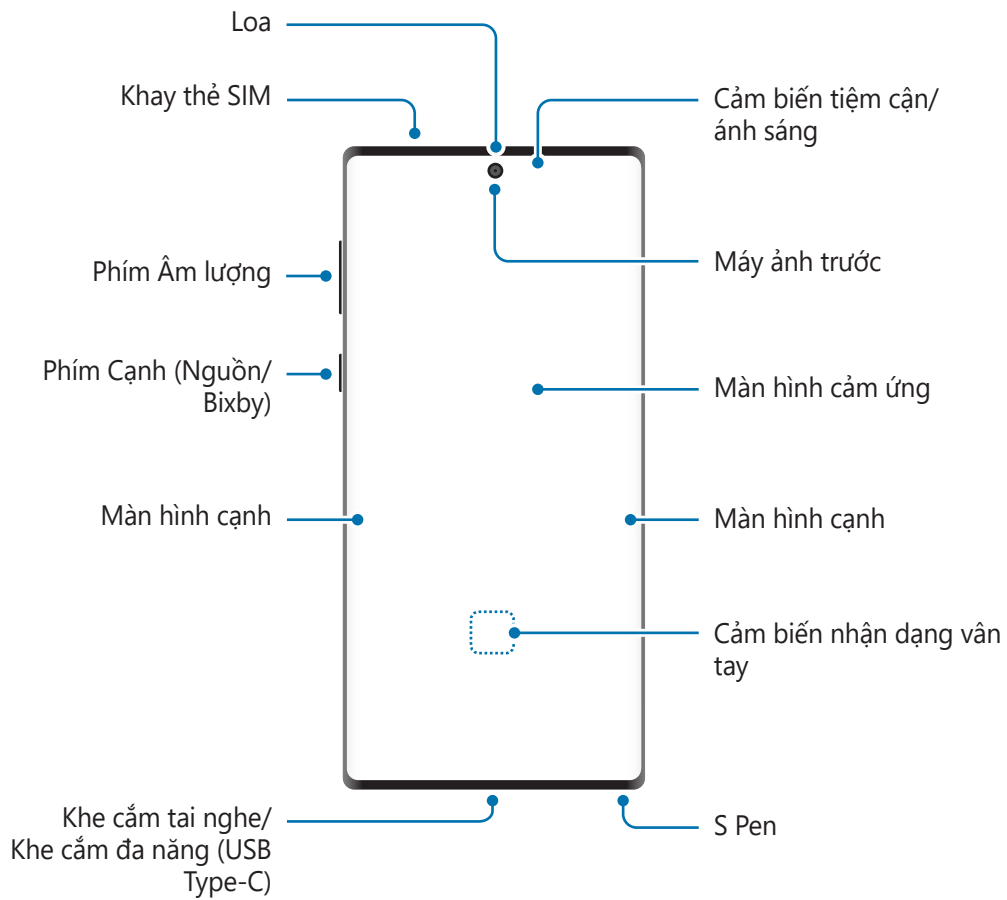 Loa
Khay thẻ SIM
Phím Âm lượng
Phím Cạnh (Nguồn/
Bixby)
Màn hình cạnh
Khe cắm tai nghe/
Khe cắm đa năng (USB
Type-C)
Cảm biến tiệm cận/
ánh sáng
Máy ảnh trước
Màn hình cảm ứng
Màn hình cạnh
Cảm biến nhận dạng vân
tay
S Pen